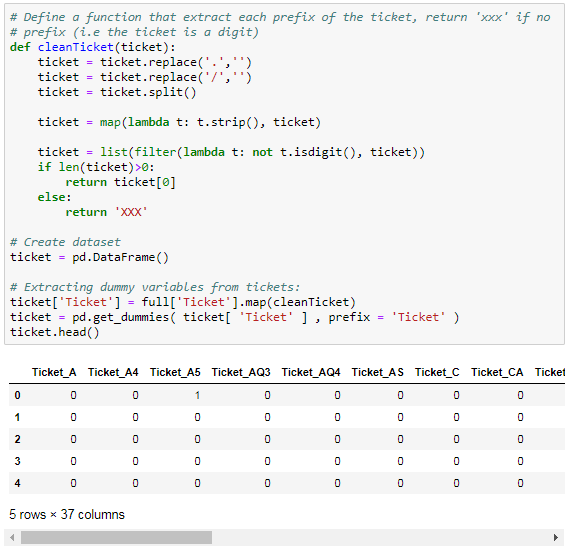 # Define a function that extract each prefix of the ticket, return 'xxx' if no
# prefix (i.e the ticket is a digit)
def cleanTicket(ticket):
    ticket = ticket.replace('.','')
    ticket = ticket.replace('/','')
    ticket = ticket.split()

    ticket = map(lambda t: t.strip(), ticket)

    ticket = list(filter(lambda t: not t.isdigit(), ticket))
    if len(ticket)>0:
        return ticket[0]
    else:
        return 'XXX'

# Create dataset
ticket = pd.DataFrame()

# Extracting dummy variables from tickets:
ticket['Ticket'] = full['Ticket'].map(cleanTicket)
ticket = pd.get_dummies( ticket[ 'Ticket' ] , prefix = 'Ticket' )
ticket.head()
Ticket_A Ticket_A4 Ticket_A5 Ticket_AQ3 Ticket_AQ4 Ticket_AS Ticket_C Ticket_CA Ticket
0 0 0 1 0 0 0 0 0
1 0 0 0 0 0 0 0 0
2 0 0 0 0 0 0 0 0
3 0 0 0 0 0 0 0 0
4 0 0 0 0 0 0 0 0
5 rows × 37 columns